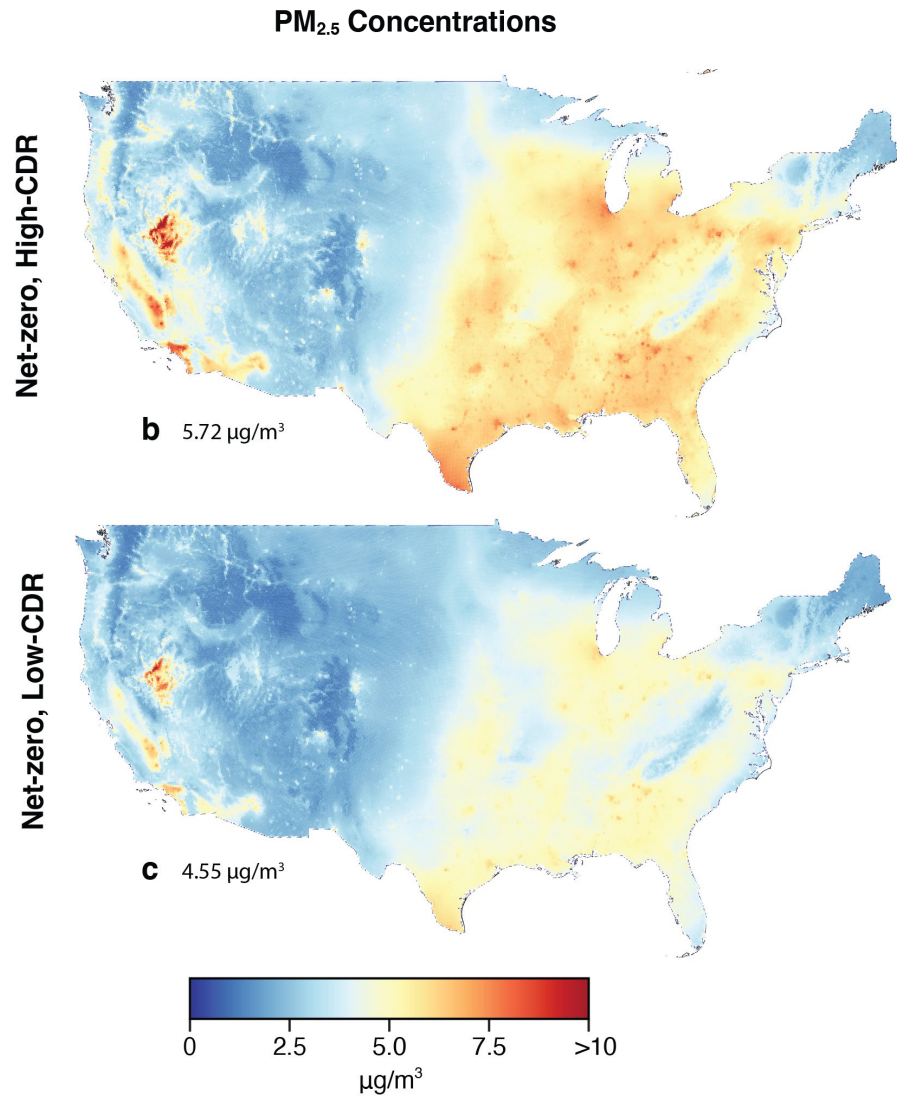 PM₂.₅ Concentrations
Net-zero, High-CDR
b 5.72 µg/m³
Net-zero, Low-CDR
c 4.55 µg/m³
0 2.5 5.0 7.5 >10
µg/m³